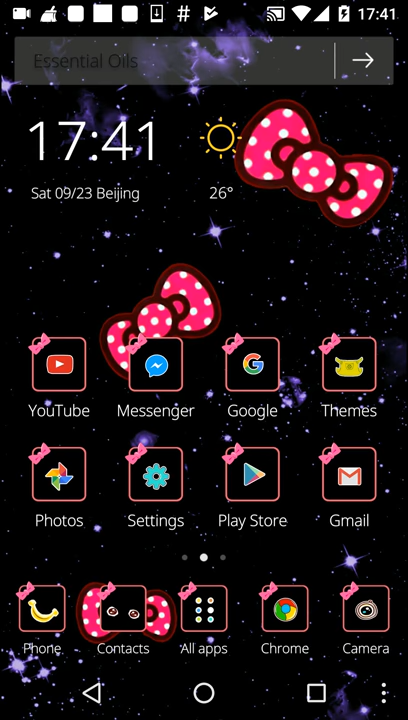 17:41
Essential Oils
17:41
Sat 09/23 Beijing
26°
YouTube Messenger Google Themes
Photos Settings Play Store Gmail
Phone Contacts All apps Chrome Camera